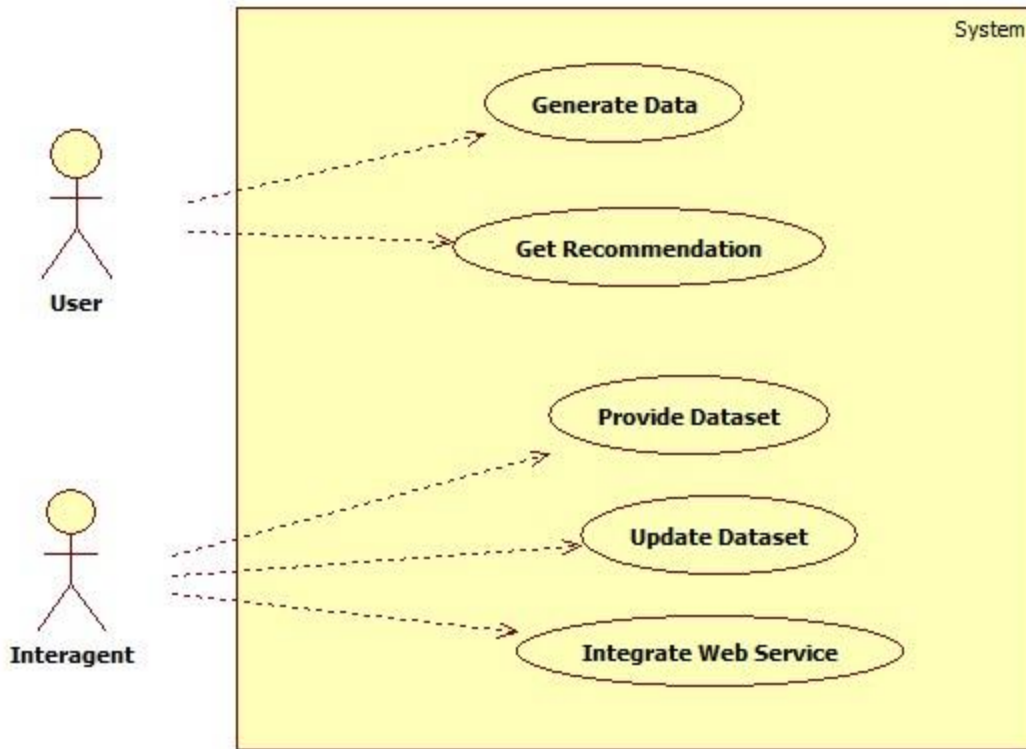 System
Generate Data
Get Recommendation
User
Provide Dataset
Update Dataset
Integrate Web Service
Interagent